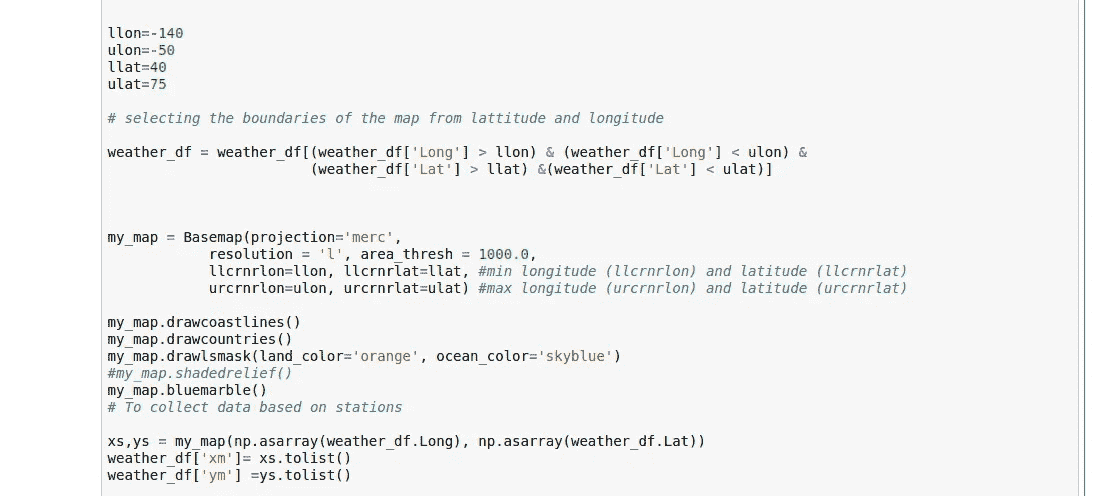 llon=-140
ulon=-50
llat=40
ulat=75
# selecting the boundaries of the map from lattitude and longitude
weather_df = weather_df[(weather_df['Long'] > llon) & (weather_df['Long'] < ulon) &
(weather_df['Lat'] > llat) &(weather_df['Lat'] < ulat)]
my_map = Basemap(projection='merc',
resolution = 'l', area_thresh = 1000.0,
llcrnrlon=llon, llcrnrlat=llat, #min longitude (llcrnrlon) and latitude (llcrnrlat)
urcrnrlon=ulon, urcrnrlat=ulat) #max longitude (urcrnrlon) and latitude (urcrnrlat)
my_map.drawcoastlines()
my_map.drawcountries()
my_map.drawlsmask(land_color='orange', ocean_color='skyblue')
#my_map.shadedrelief()
my_map.bluemarble()
# To collect data based on stations
xs,ys = my_map(np.asarray(weather_df.Long), np.asarray(weather_df.Lat))
weather_df['xm']= xs.tolist()
weather_df['ym'] =ys.tolist()